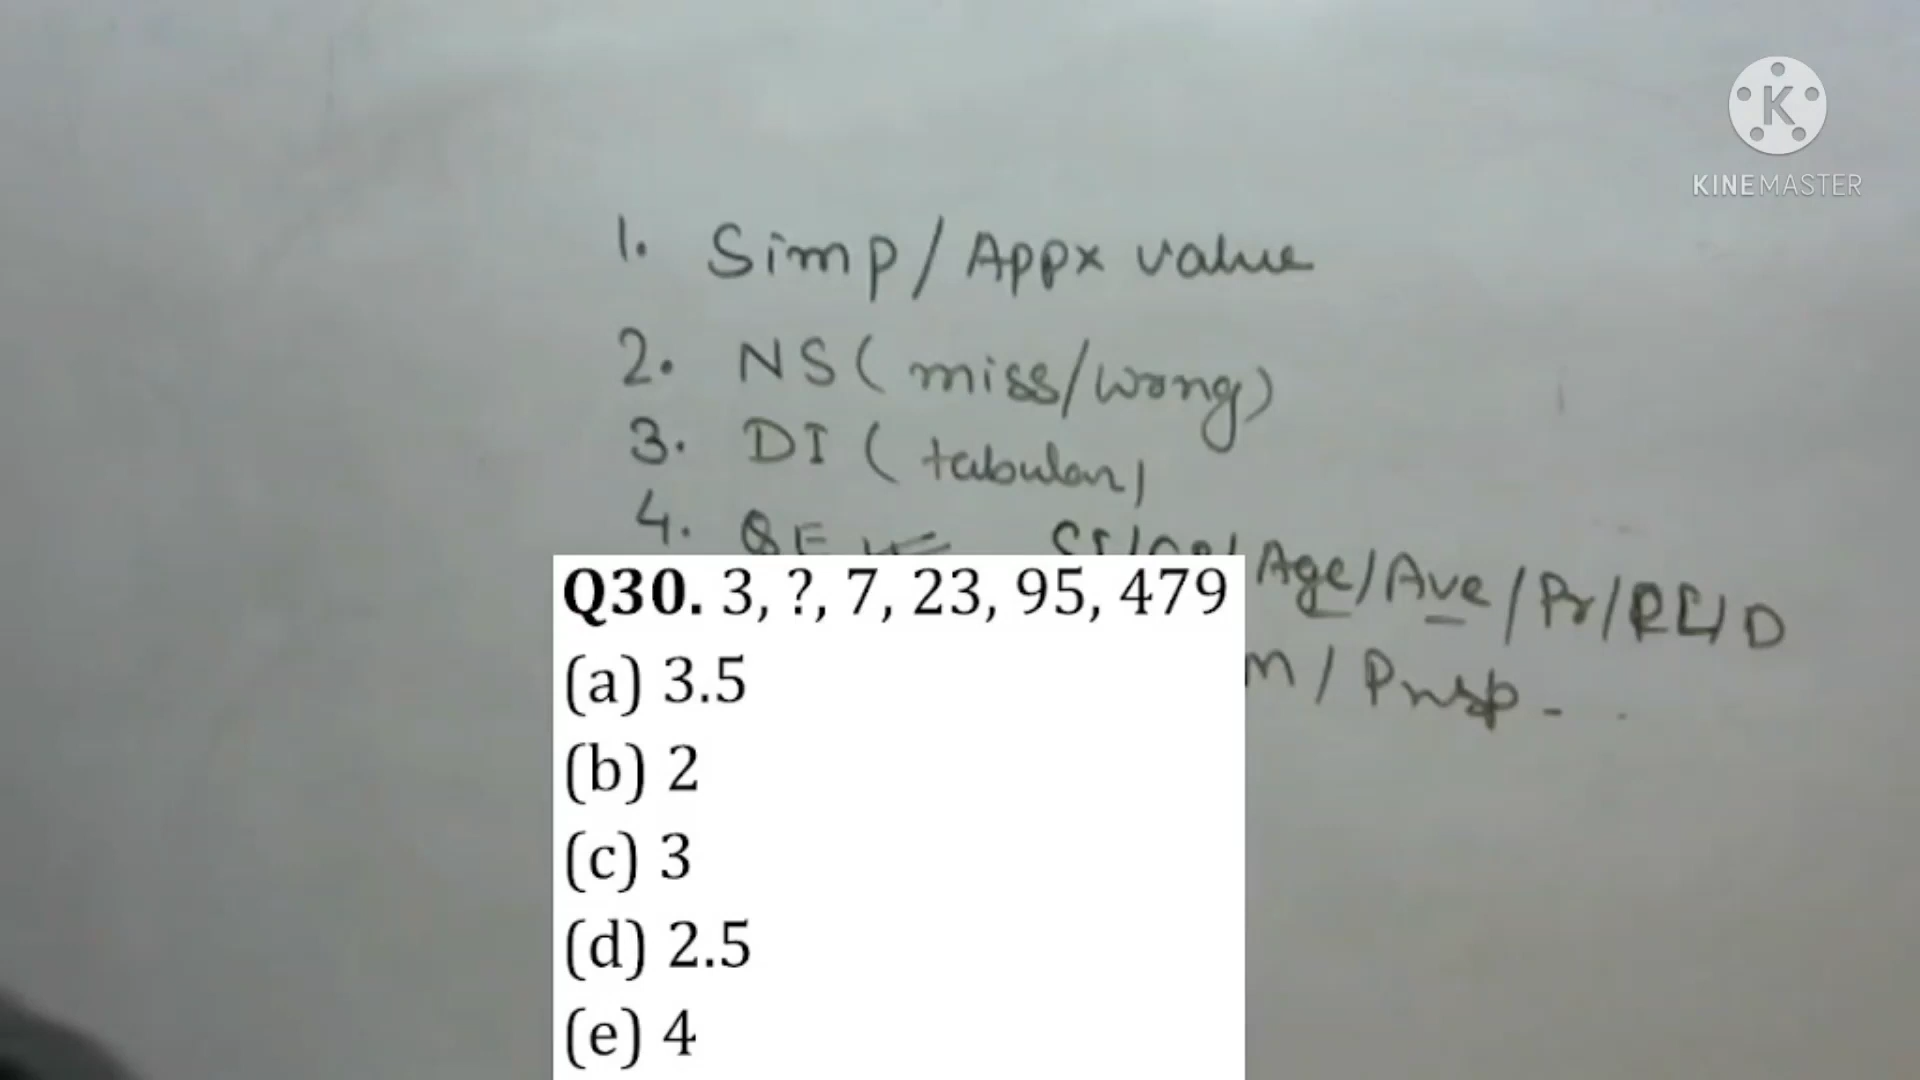 KINEMASTER
1. Simp/Appx value
2. NS( miss/wrong)
3. DI ( tabular)
4. Age/Ave/Pr/
Q30. 3, ?, 7, 23, 95, 479
(a) 3.5
(b) 2
(c) 3
(d) 2.5
(e) 4